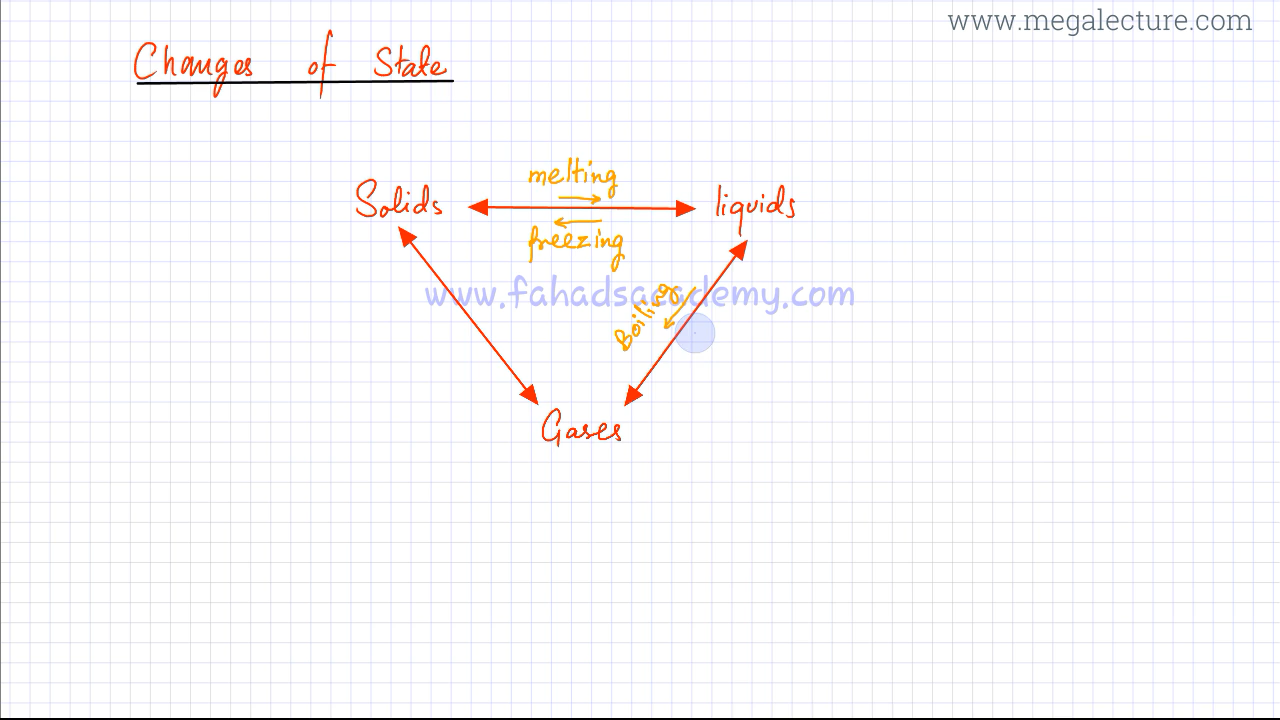 www.megalecture.com
Changes of State
melting
Solids liquids
freezing
www.fahadsacademy.com
Boiling
Gases